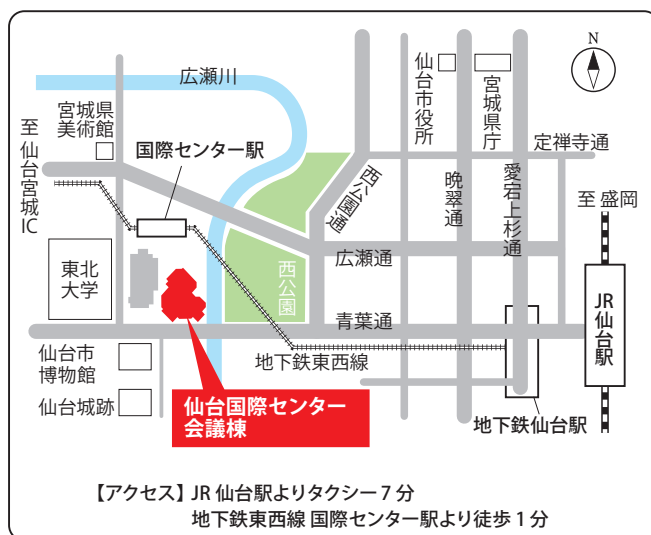 N
広瀬川
仙台市役所
宮城県庁
宮城県
美術館
国際センター駅
定禅寺通
至 仙台宮城IC
西公園通
晩翠通
愛宕上杉通
至 盛岡
東北
大学
西公園
広瀬通
JR仙台駅
青葉通
仙台市
博物館
地下鉄東西線
仙台城跡
仙台国際センター
会議棟
地下鉄仙台駅
【アクセス】JR 仙台駅よりタクシー 7 分
地下鉄東西線 国際センター駅より徒歩 1 分